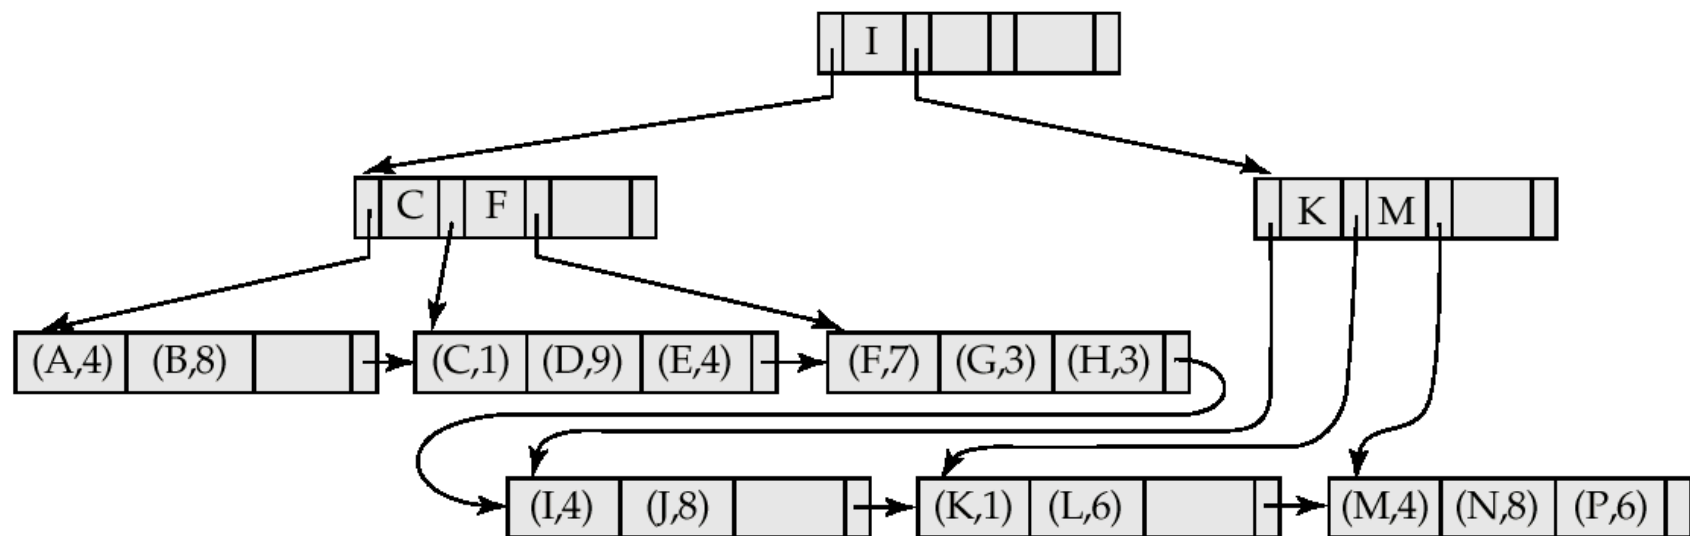 I
C F K M
(A,4) (B,8) (C,1) (D,9) (E,4) (F,7) (G,3) (H,3)
(I,4) (J,8) (K,1) (L,6) (M,4) (N,8) (P,6)